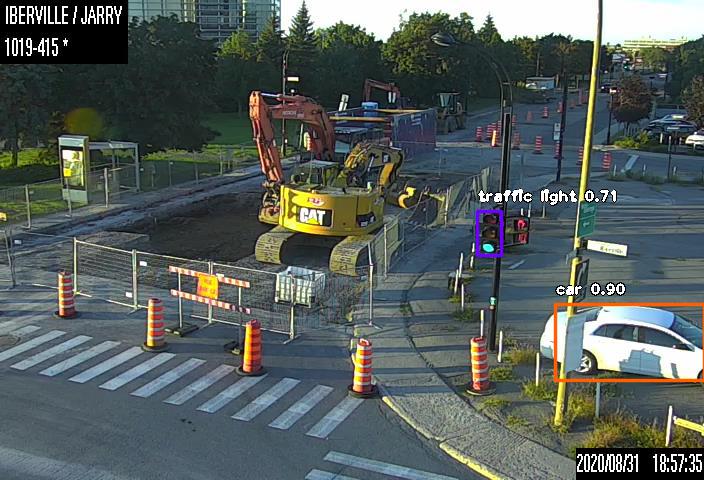 IBERVILLE / JARRY
1019-415 *
traffic light 0.71
CAT
car 0.90
2020/08/31 18:57:35